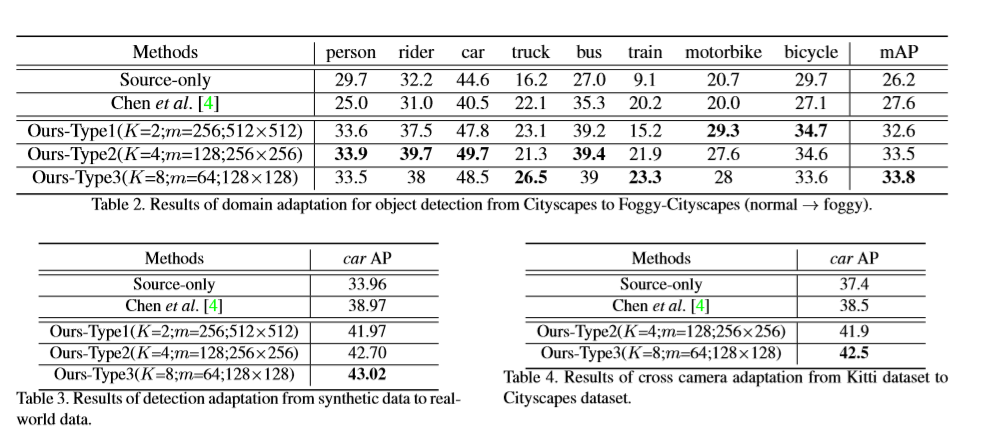 Methods person rider car truck bus train motorbike bicycle mAP
Source-only 29.7 32.2 44.6 16.2 27.0 9.1 20.7 29.7 26.2
Chen et al. [4] 25.0 31.0 40.5 22.1 35.3 20.2 20.0 27.1 27.6
Ours-Type1(K=2;m=256;512×512) 33.6 37.5 47.8 23.1 39.2 15.2 29.3 34.7 32.6
Ours-Type2(K=4;m=128;256×256) 33.9 39.7 49.7 21.3 39.4 21.9 27.6 34.6 33.5
Ours-Type3(K=8;m=64;128×128) 33.5 38 48.5 26.5 39 23.3 28 33.6 33.8
Table 2. Results of domain adaptation for object detection from Cityscapes to Foggy-Cityscapes (normal → foggy).
Methods car AP
Source-only 33.96
Chen et al. [4] 38.97
Ours-Type1(K=2;m=256;512×512) 41.97
Ours-Type2(K=4;m=128;256×256) 42.70
Ours-Type3(K=8;m=64;128×128) 43.02
Table 3. Results of detection adaptation from synthetic data to real-
world data.
Methods car AP
Source-only 37.4
Chen et al. [4] 38.5
Ours-Type2(K=4;m=128;256×256) 41.9
Ours-Type3(K=8;m=64;128×128) 42.5
Table 4. Results of cross camera adaptation from Kitti dataset to
Cityscapes dataset.